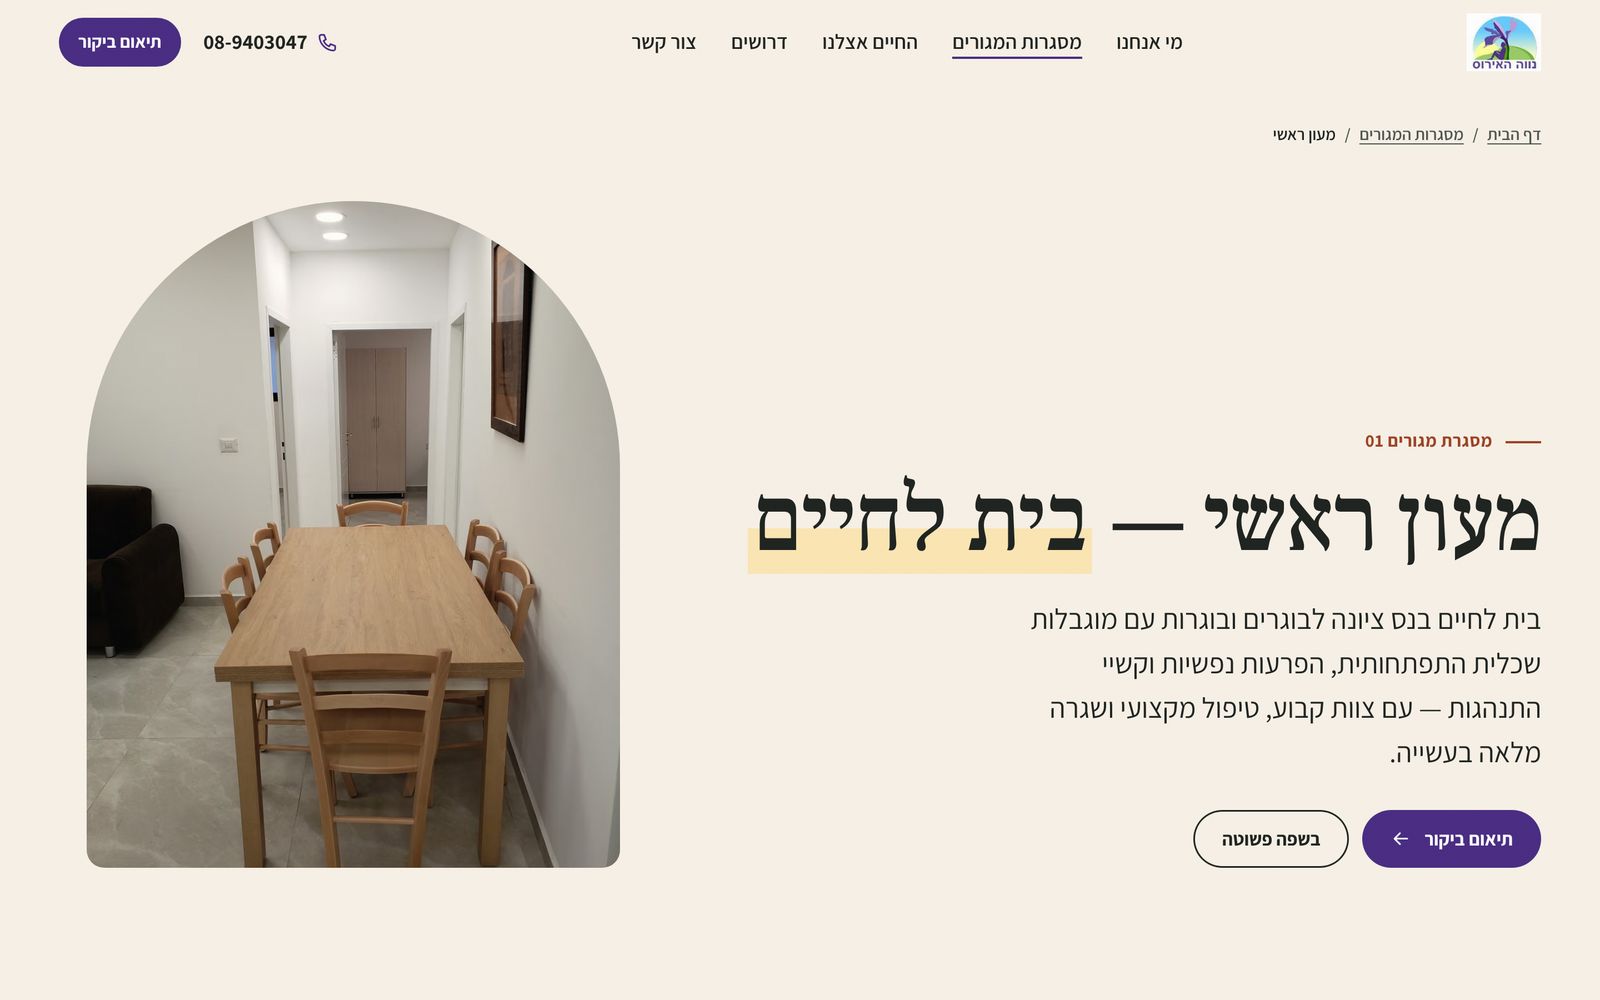 נווה האירוס
מי אנחנו
מסגרות המגורים
החיים אצלנו
דרושים
צור קשר
08-9403047
תיאום ביקור
דף הבית / מסגרות המגורים / מעון ראשי
מסגרת מגורים 01
מעון ראשי — בית לחיים
בית לחיים בנס ציונה לבוגרים ובוגרות עם מוגבלות
שכלית התפתחותית, הפרעות נפשיות וקשיי
התנהגות — עם צוות קבוע, טיפול מקצועי ושגרה
מלאה בעשייה.
תיאום ביקור
בשפה פשוטה